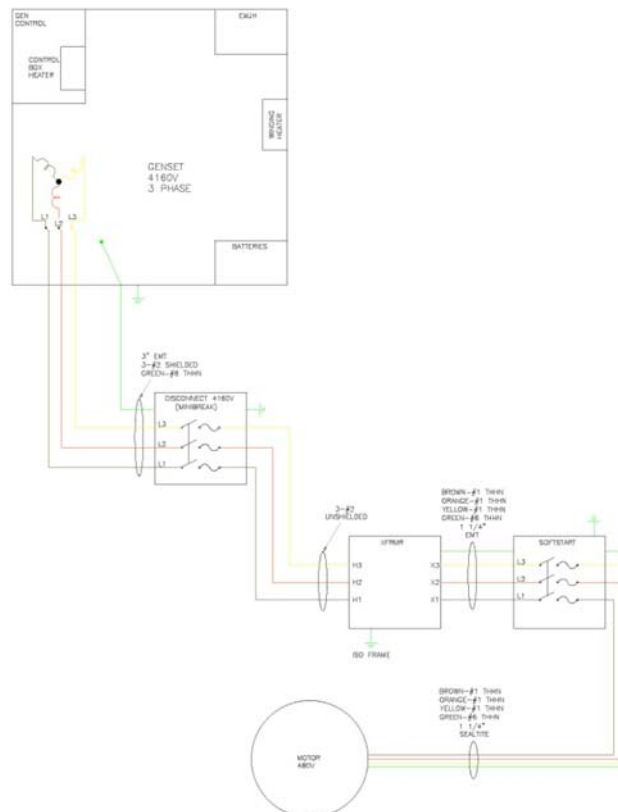 GEN
CONTROL
CONTROL
BOX
HEATER
WINDING
HEATER
GENSET
4160V
3 PHASE
L1
L2
L3
BATTERIES
3" EMT
3-#2 SHIELDED
GREEN-#8 THHN
DISCONNECT 4160V
(MINIBREAK)
L3
L2
L1
3-#2
UNSHIELDED
BROWN-#1 THHN
ORANGE-#1 THHN
YELLOW-#1 THHN
GREEN-#6 THHN
1 1/4"
EMT
XFRMR
H3
H2
H1
X3
X2
X1
SOFTSTART
L3
L2
L1
ISO FRAME
BROWN-#1 THHN
ORANGE-#1 THHN
YELLOW-#1 THHN
GREEN-#6 THHN
1 1/4"
SEALTITE
MOTOR
480V